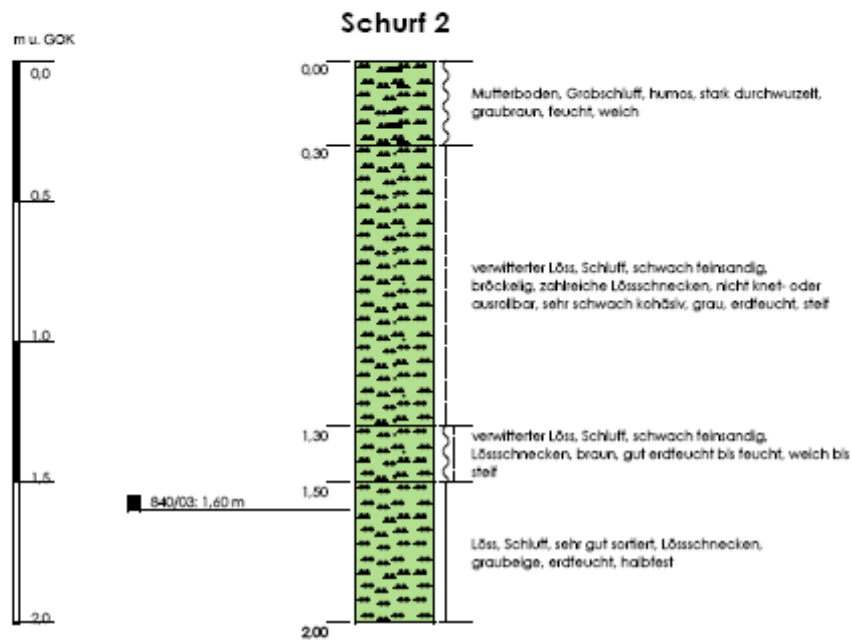 Schurf 2
m u. GOK
0,0
0,5
1,0
1,5
2,0
0,00
0,30
1,30
1,50
2,00
840/03: 1,60 m
Mutterboden, Grobschluff, humos, stark durchwurzelt,
graubraun, feucht, weich
verwitterter Löss, Schluff, schwach feinsandig,
bröckelig, zahlreiche Lössschnecken, nicht knet- oder
ausrollbar, sehr schwach kohäsiv, grau, erdfeucht, steif
verwitterter Löss, Schluff, schwach feinsandig,
Lössschnecken, braun, gut erdfeucht bis feucht, weich bis
steif
Löss, Schluff, sehr gut sortiert, Lössschnecken,
graubeige, erdfeucht, halbfest